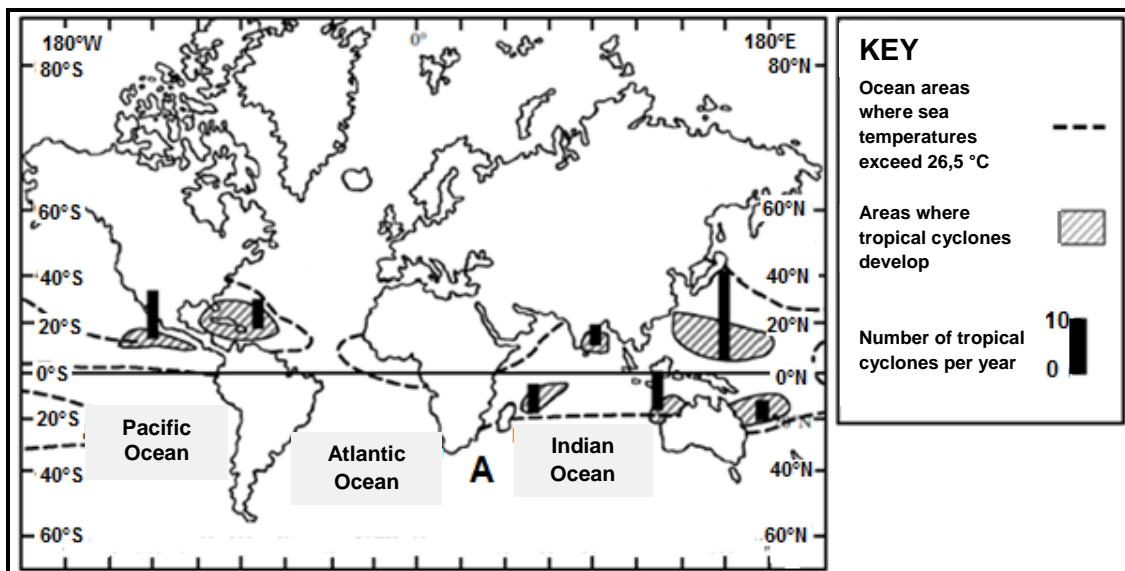 180°W
0°
180°E
80°S
80°N
60°S
60°N
40°S
40°N
20°S
20°N
0°S
0°N
20°S
40°S
40°N
60°S
60°N
Pacific
Ocean
Atlantic
Ocean
A
Indian
Ocean
KEY
Ocean areas
where sea
temperatures
exceed 26,5 °C
Areas where
tropical cyclones
develop
Number of tropical
cyclones per year
10
0